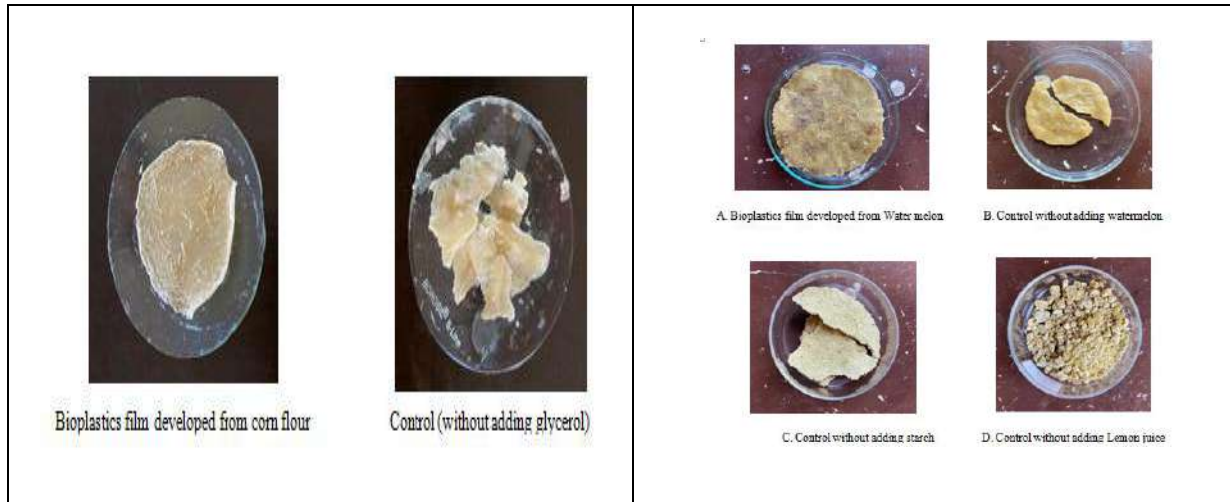 Bioplastics film developed from corn flour
Control (without adding glycerol)
A. Bioplastics film developed from Water melon
B. Control without adding watermelon
C. Control without adding starch
D. Control without adding Lemon juice